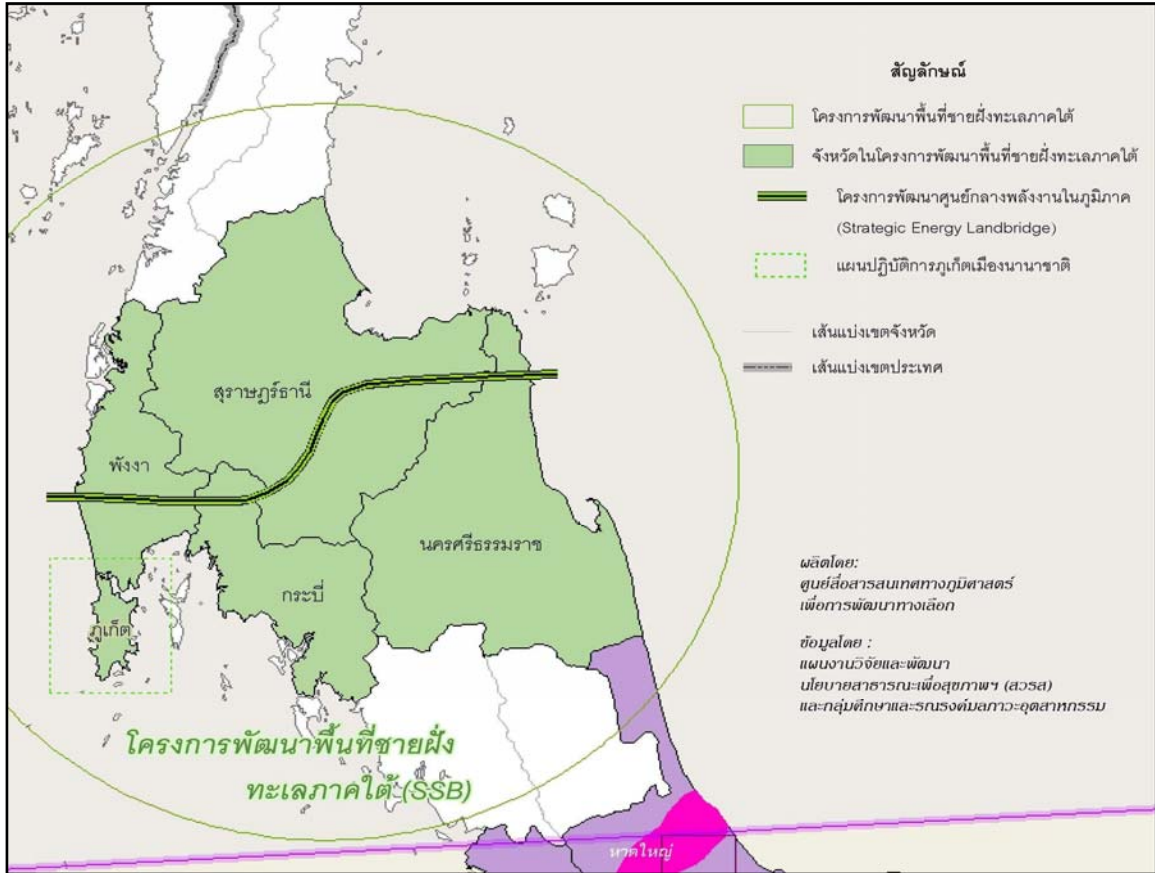 สัญลักษณ์
โครงการพัฒนาพื้นที่ชายฝั่งทะเลภาคใต้
จังหวัดในโครงการพัฒนาพื้นที่ชายฝั่งทะเลภาคใต้
โครงการพัฒนาศูนย์กลางพลังงานในภูมิภาค
(Strategic Energy Landbridge)
แผนปฏิบัติการภูเก็ตเมืองนานาชาติ
เส้นแบ่งเขตจังหวัด
เส้นแบ่งเขตประเทศ
สุราษฎร์ธานี
พังงา
นครศรีธรรมราช
กระบี่
ภูเก็ต
โครงการพัฒนาพื้นที่ชายฝั่ง
ทะเลภาคใต้ (SSB)
หาดใหญ่
ผลิตโดย:
ศูนย์สื่อสารสนเทศทางภูมิศาสตร์
เพื่อการพัฒนาทางเลือก
ข้อมูลโดย :
แผนงานวิจัยและพัฒนา
นโยบายสาธารณะเพื่อสุขภาพฯ (สวรส)
และกลุ่มศึกษาและรณรงค์มลภาวะอุตสาหกรรม